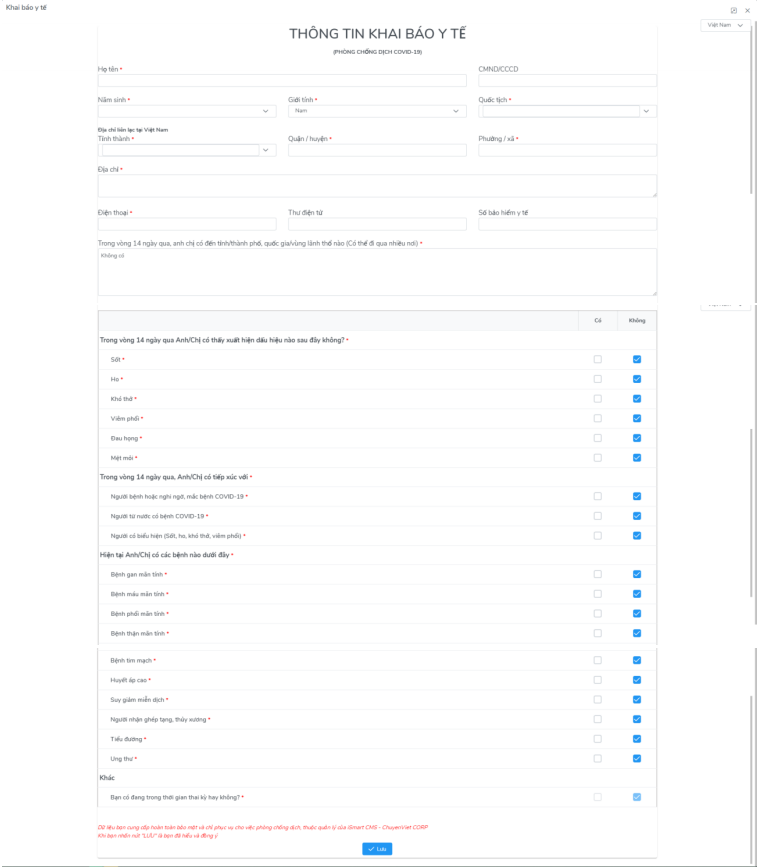 Khai báo y tế
Việt Nam
THÔNG TIN KHAI BÁO Y TẾ
(PHÒNG CHỐNG DỊCH COVID-19)
Họ tên *
CMND/CCCD
Năm sinh *
Giới tính *
Quốc tịch *
Nam
Địa chỉ liên lạc tại Việt Nam
Tỉnh thành *
Quận / huyện *
Phường / xã *
Địa chỉ *
Điện thoại *
Thư điện tử
Số bảo hiểm y tế
Trong vòng 14 ngày qua, anh chị có đến tỉnh/thành phố, quốc gia/vùng lãnh thổ nào (Có thể đi qua nhiều nơi) *
Không có
Có
Không
Trong vòng 14 ngày qua Anh/Chị có thấy xuất hiện dấu hiệu nào sau đây không? *
Sốt *
Ho *
Khó thở *
Viêm phổi *
Đau họng *
Mệt mỏi *
Trong vòng 14 ngày qua, Anh/Chị có tiếp xúc với *
Người bệnh hoặc nghi ngờ, mắc bệnh COVID-19 *
Người từ nước có bệnh COVID-19 *
Người có biểu hiện (Sốt, ho, khó thở, viêm phổi) *
Hiện tại Anh/Chị có các bệnh nào dưới đây *
Bệnh gan mãn tính *
Bệnh máu mãn tính *
Bệnh phổi mãn tính *
Bệnh thận mãn tính *
Bệnh tim mạch *
Huyết áp cao *
Suy giảm miễn dịch *
Người nhận ghép tạng, thủy xương *
Tiểu đường *
Ung thư *
Khác
Bạn có đang trong thời gian thai kỳ hay không? *
Dữ liệu bạn cung cấp hoàn toàn bảo mật và chỉ phục vụ cho việc phòng chống dịch, thuộc quản lý của iSmart CMS - Chuyenviet CORP
Khi bạn nhấn nút "LƯU" là bạn đã hiểu và đồng ý.
Lưu